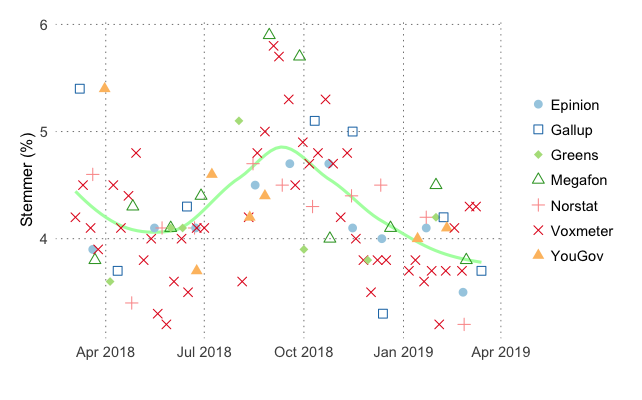 Stemmer (%)
6
5
4
Apr 2018
Jul 2018
Oct 2018
Jan 2019
Apr 2019
Epinion
Gallup
Greens
Megafon
Norstat
Voxmeter
YouGov